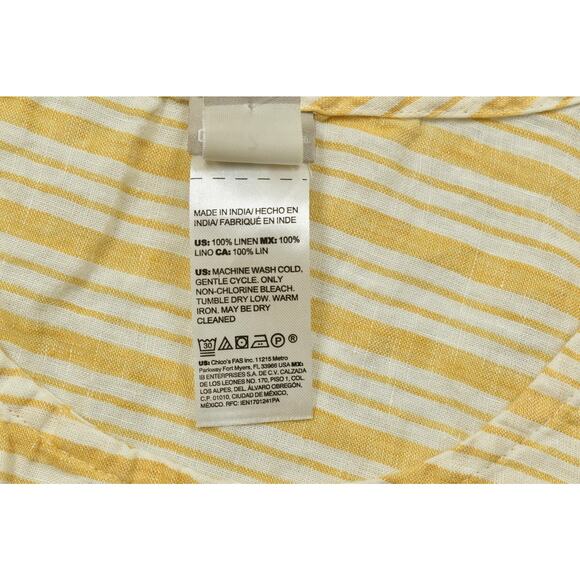 MADE IN INDIA/ HECHO EN
INDIA/ FABRIQUÉ EN INDE
US: 100% LINEN MX: 100%
LINO CA: 100% LIN
US: MACHINE WASH COLD,
GENTLE CYCLE. ONLY
NON-CHLORINE BLEACH.
TUMBLE DRY LOW. WARM
IRON. MAY BE DRY
CLEANED
30 P ®
US: Chico's FAS Inc. 11215 Metro
Parkway Fort Myers, FL 33966 USA MX:
IB ENTERPRISES S.A. DE C.V. CALZADA
DE LOS LEONES NO. 170, PISO 1, COL.
LOS ALPES, DEL. ÁLVARO OBREGÓN,
C.P. 01010, CIUDAD DE MÉXICO,
MÉXICO. RFC: IEN1701241PA